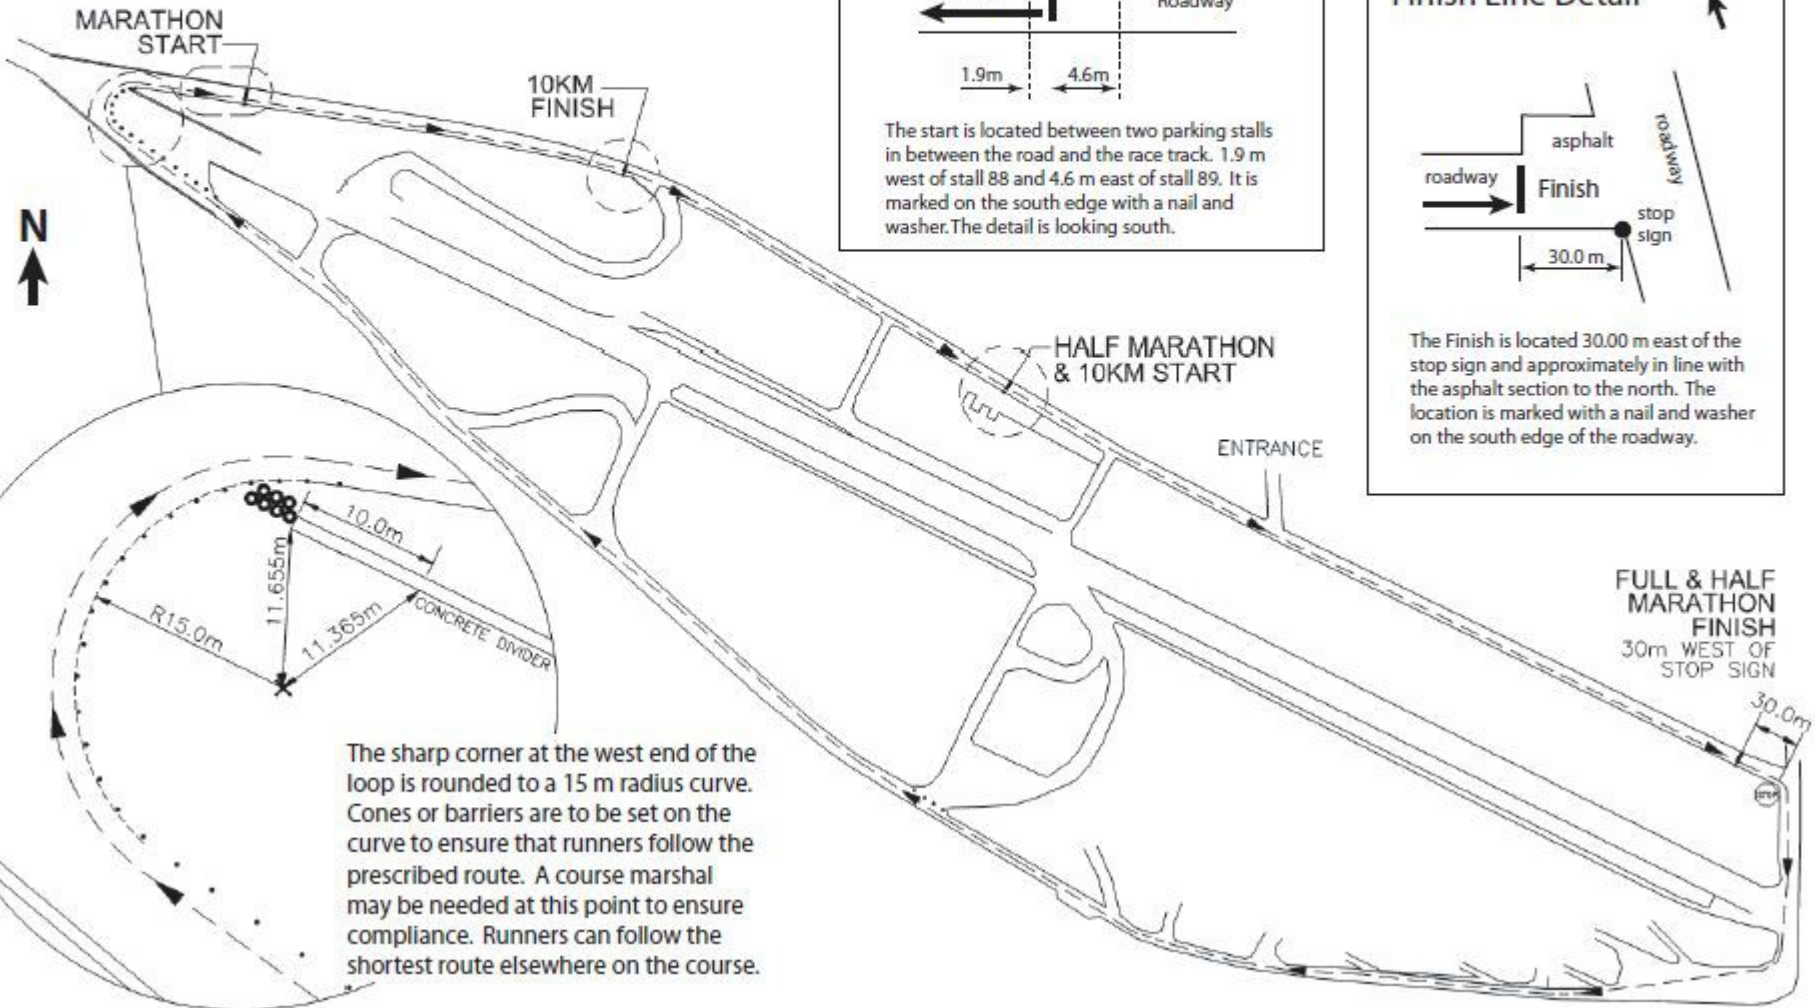 MARATHON
START
10KM
FINISH
N
Roadway
1.9m
4.6m
The start is located between two parking stalls
in between the road and the race track. 1.9 m
west of stall 88 and 4.6 m east of stall 89. It is
marked on the south edge with a nail and
washer.The detail is looking south.
Finish Line Detail
asphalt
roadway
roadway
Finish
stop
sign
30.0 m
The Finish is located 30.00 m east of the
stop sign and approximately in line with
the asphalt section to the north. The
location is marked with a nail and washer
on the south edge of the roadway.
HALF MARATHON
& 10KM START
ENTRANCE
FULL & HALF
MARATHON
FINISH
30m WEST OF
STOP SIGN
30.0m
STOP
10.0m
11.655m
R15.0m
11.365m
CONCRETE DIVIDER
The sharp corner at the west end of the
loop is rounded to a 15 m radius curve.
Cones or barriers are to be set on the
curve to ensure that runners follow the
prescribed route. A course marshal
may be needed at this point to ensure
compliance. Runners can follow the
shortest route elsewhere on the course.